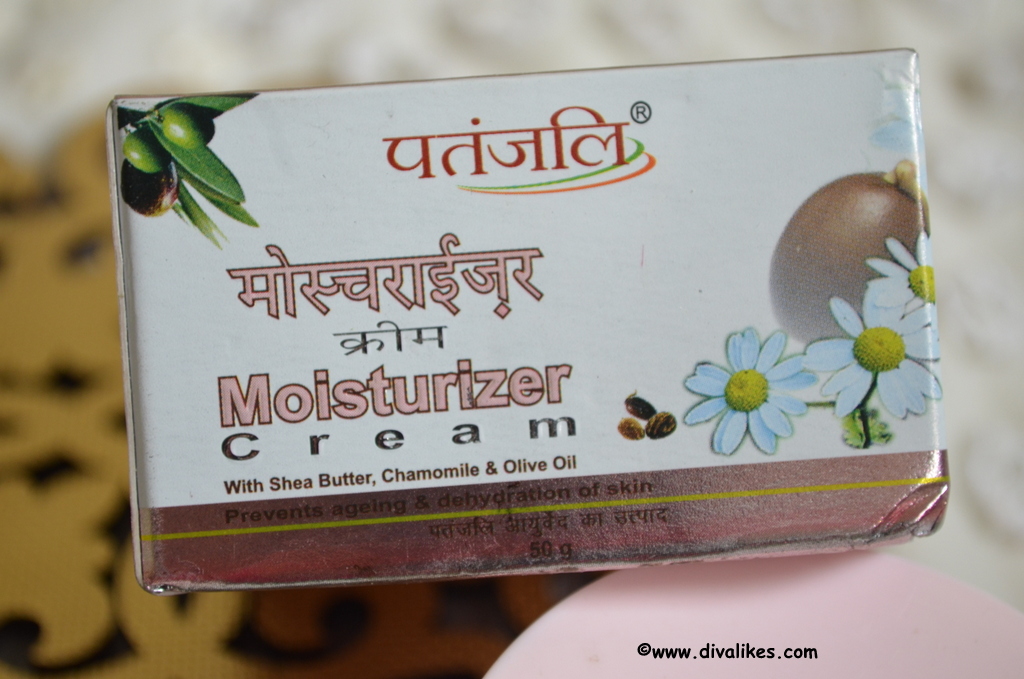 पतंजलि®
मोस्चराईज़र
क्रीम
Moisturizer
Cream
With Shea Butter, Chamomile & Olive Oil
Prevents ageing & dehydration of skin
पतंजलि आयुर्वेद का उत्पाद
50 g
©www.divalikes.com